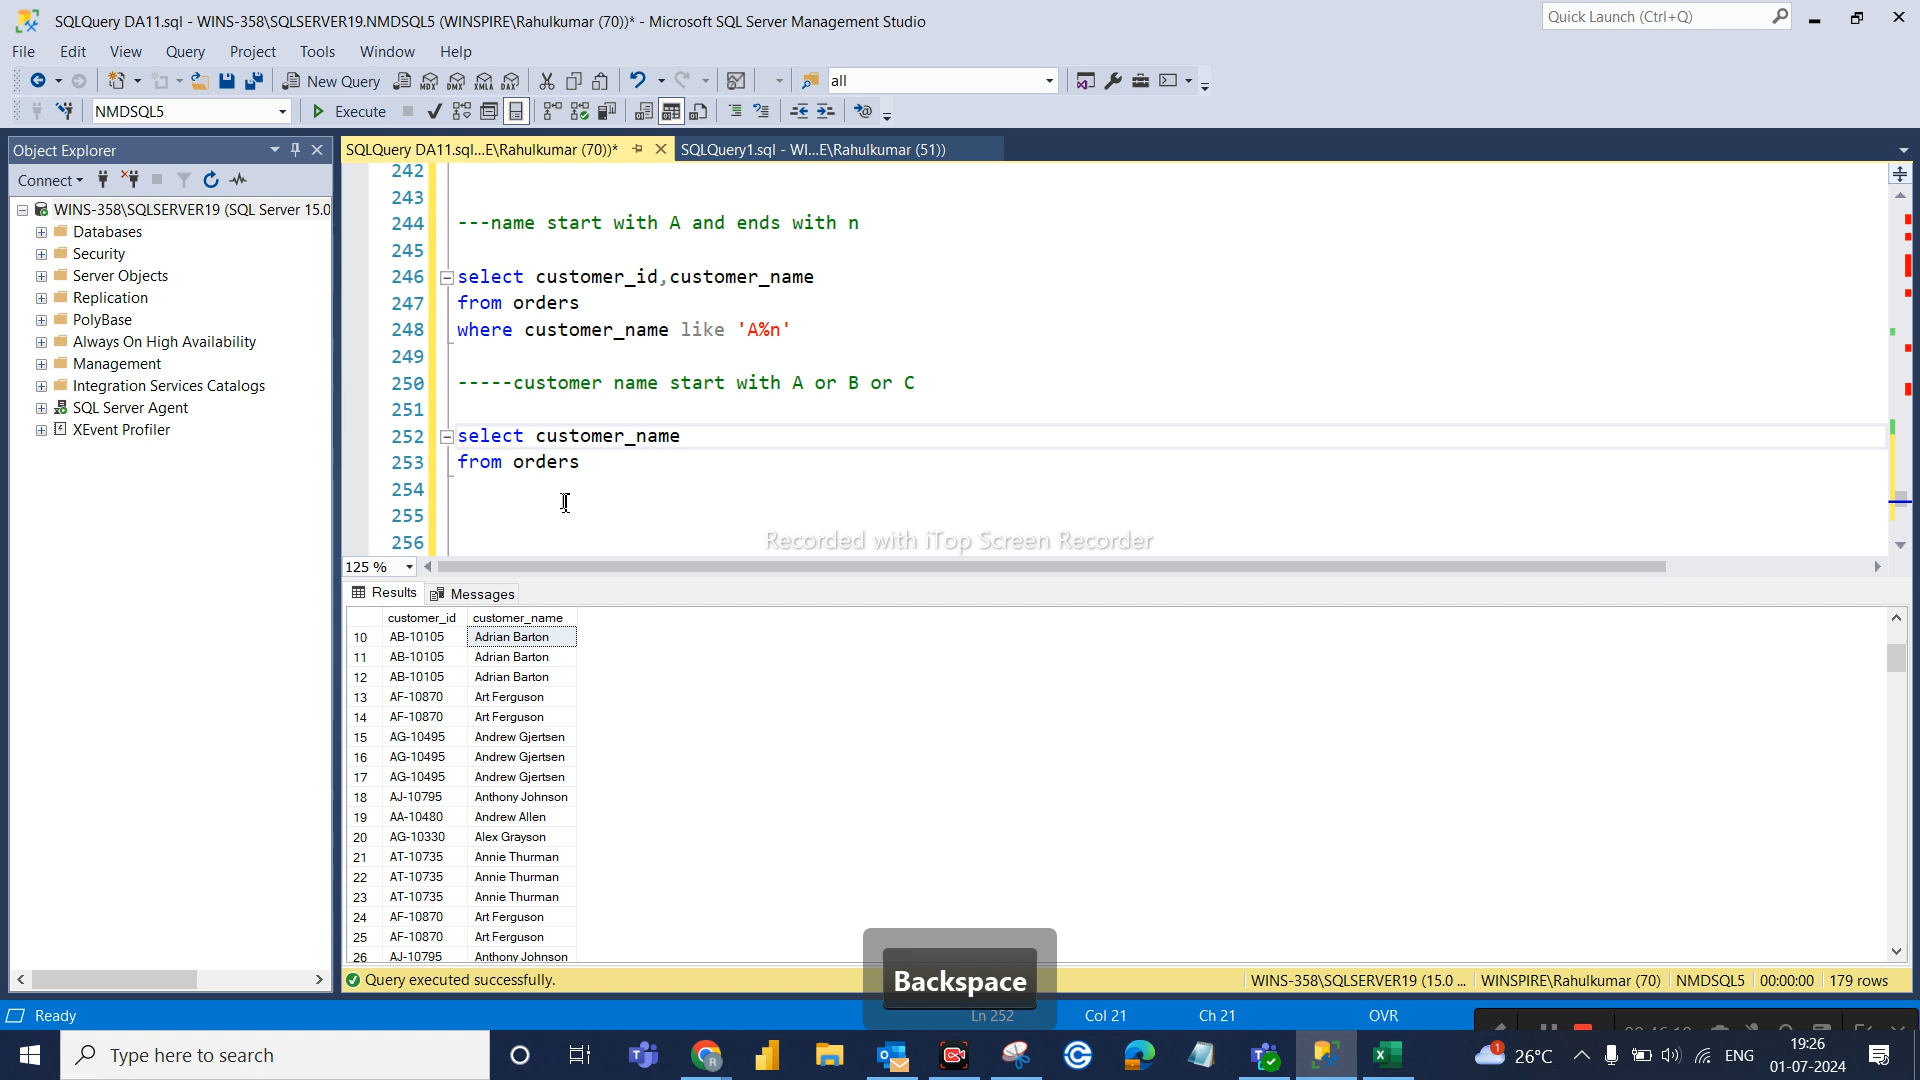 SQLQuery DA11.sql - WINS-358\SQLSERVER19.NMDSQL5 (WINSPIRE\Rahulkumar (70))* - Microsoft SQL Server Management Studio
Quick Launch (Ctrl+Q)
File Edit View Query Project Tools Window Help
New Query
all
NMDSQL5
Execute
Object Explorer
SQLQuery DA11.sql...E\Rahulkumar (70))*
SQLQuery1.sql - WI...E\Rahulkumar (51))
Connect
WINS-358\SQLSERVER19 (SQL Server 15.0
Databases
Security
Server Objects
Replication
PolyBase
Always On High Availability
Management
Integration Services Catalogs
SQL Server Agent
XEvent Profiler
242
243
244 ---name start with A and ends with n
245
246 select customer_id,customer_name
247 from orders
248 where customer_name like 'A%n'
249
250 -----customer name start with A or B or C
251
252 select customer_name
253 from orders
254
255
256
Recorded with iTop Screen Recorder
125 %
Results Messages
customer_id customer_name
10 AB-10105 Adrian Barton
11 AB-10105 Adrian Barton
12 AB-10105 Adrian Barton
13 AF-10870 Art Ferguson
14 AF-10870 Art Ferguson
15 AG-10495 Andrew Gjertsen
16 AG-10495 Andrew Gjertsen
17 AG-10495 Andrew Gjertsen
18 AJ-10795 Anthony Johnson
19 AA-10480 Andrew Allen
20 AG-10330 Alex Grayson
21 AT-10735 Annie Thurman
22 AT-10735 Annie Thurman
23 AT-10735 Annie Thurman
24 AF-10870 Art Ferguson
25 AF-10870 Art Ferguson
26 AJ-10795 Anthony Johnson
Backspace
Query executed successfully.
WINS-358\SQLSERVER19 (15.0 ... WINSPIRE\Rahulkumar (70) NMDSQL5 00:00:00 179 rows
Ready
Ln 252 Col 21 Ch 21 OVR
Type here to search
1
26°C
ENG
19:26
01-07-2024